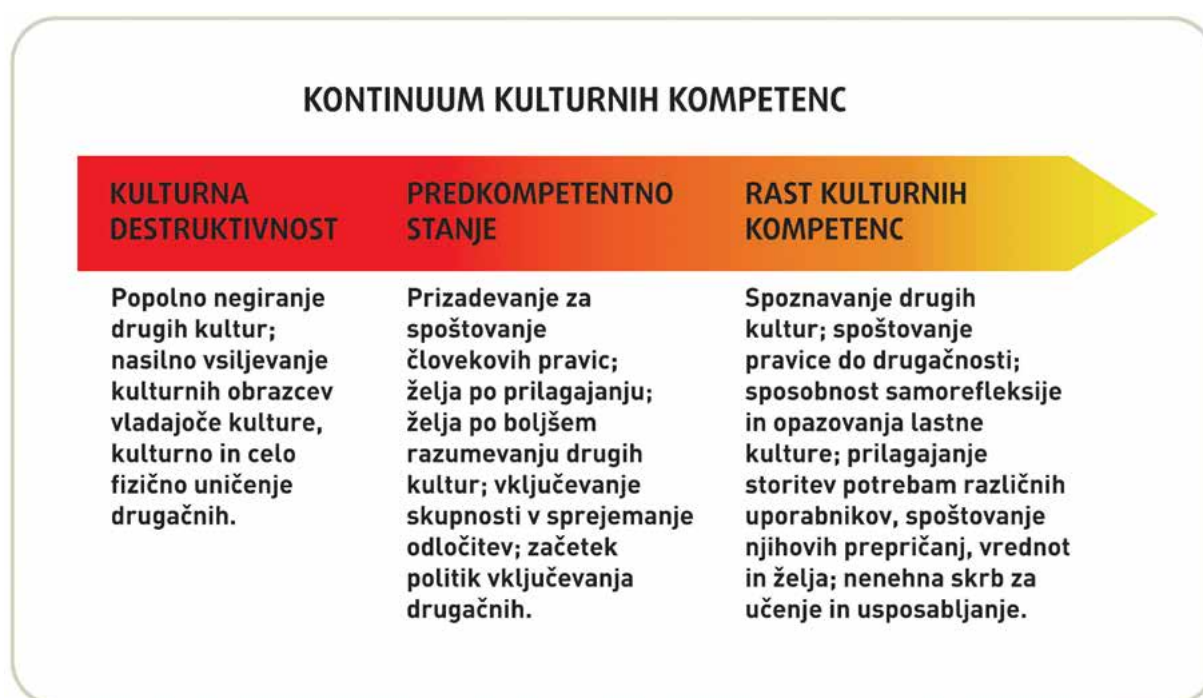 KONTINUUM KULTURNIH KOMPETENC
KULTURNA
DESTRUKTIVNOST
Popolno negiranje
drugih kultur;
nasilno vsiljevanje
kulturnih obrazcev
vladajoče kulture,
kulturno in celo
fizično uničenje
drugačnih.
PREDKOMPETENTNO
STANJE
Prizadevanje za
spoštovanje
človekovih pravic;
želja po prilagajanju;
želja po boljšem
razumevanju drugih
kultur; vključevanje
skupnosti v sprejemanje
odločitev; začetek
politik vključevanja
drugačnih.
RAST KULTURNIH
KOMPETENC
Spoznavanje drugih
kultur; spoštovanje
pravice do drugačnosti;
sposobnost samorefleksije
in opazovanja lastne
kulture; prilagajanje
storitev potrebam različnih
uporabnikov, spoštovanje
njihovih prepričanj, vrednot
in želja; nenehna skrb za
učenje in usposabljanje.